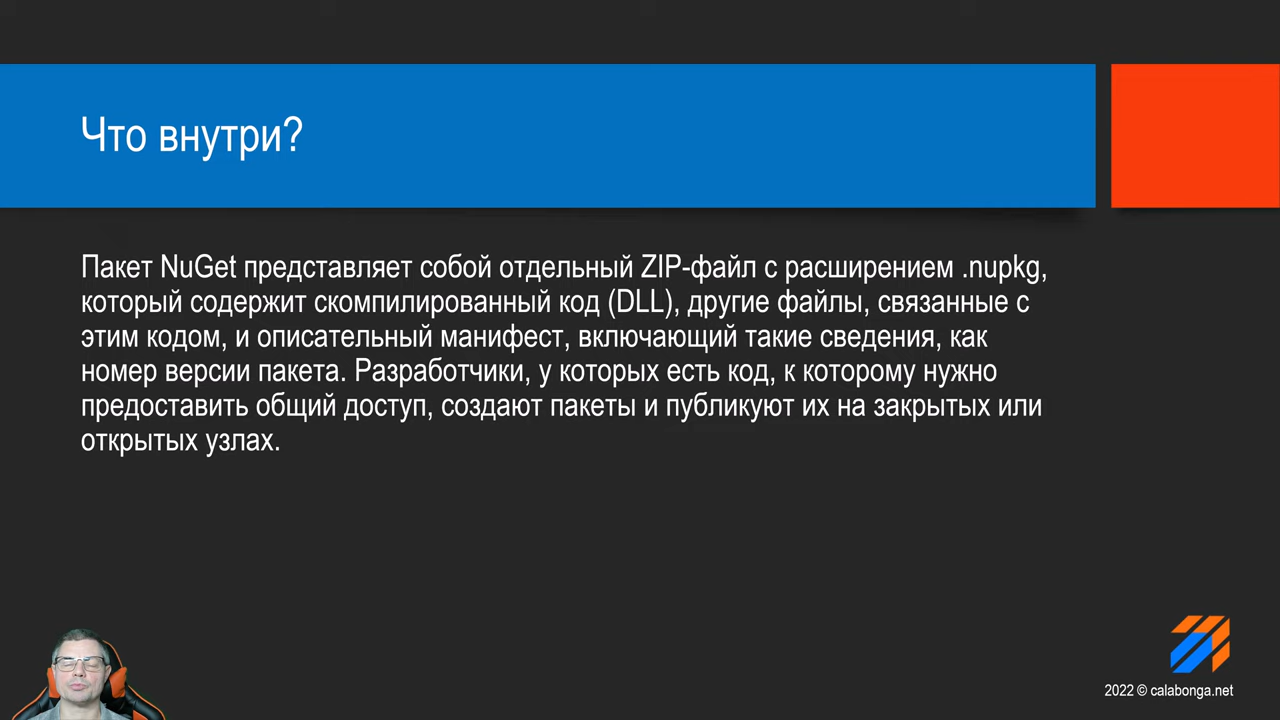 Что внутри?
Пакет NuGet представляет собой отдельный ZIP-файл с расширением .nupkg,
который содержит скомпилированный код (DLL), другие файлы, связанные с
этим кодом, и описательный манифест, включающий такие сведения, как
номер версии пакета. Разработчики, у которых есть код, к которому нужно
предоставить общий доступ, создают пакеты и публикуют их на закрытых или
открытых узлах.
2022 © calabonga.net